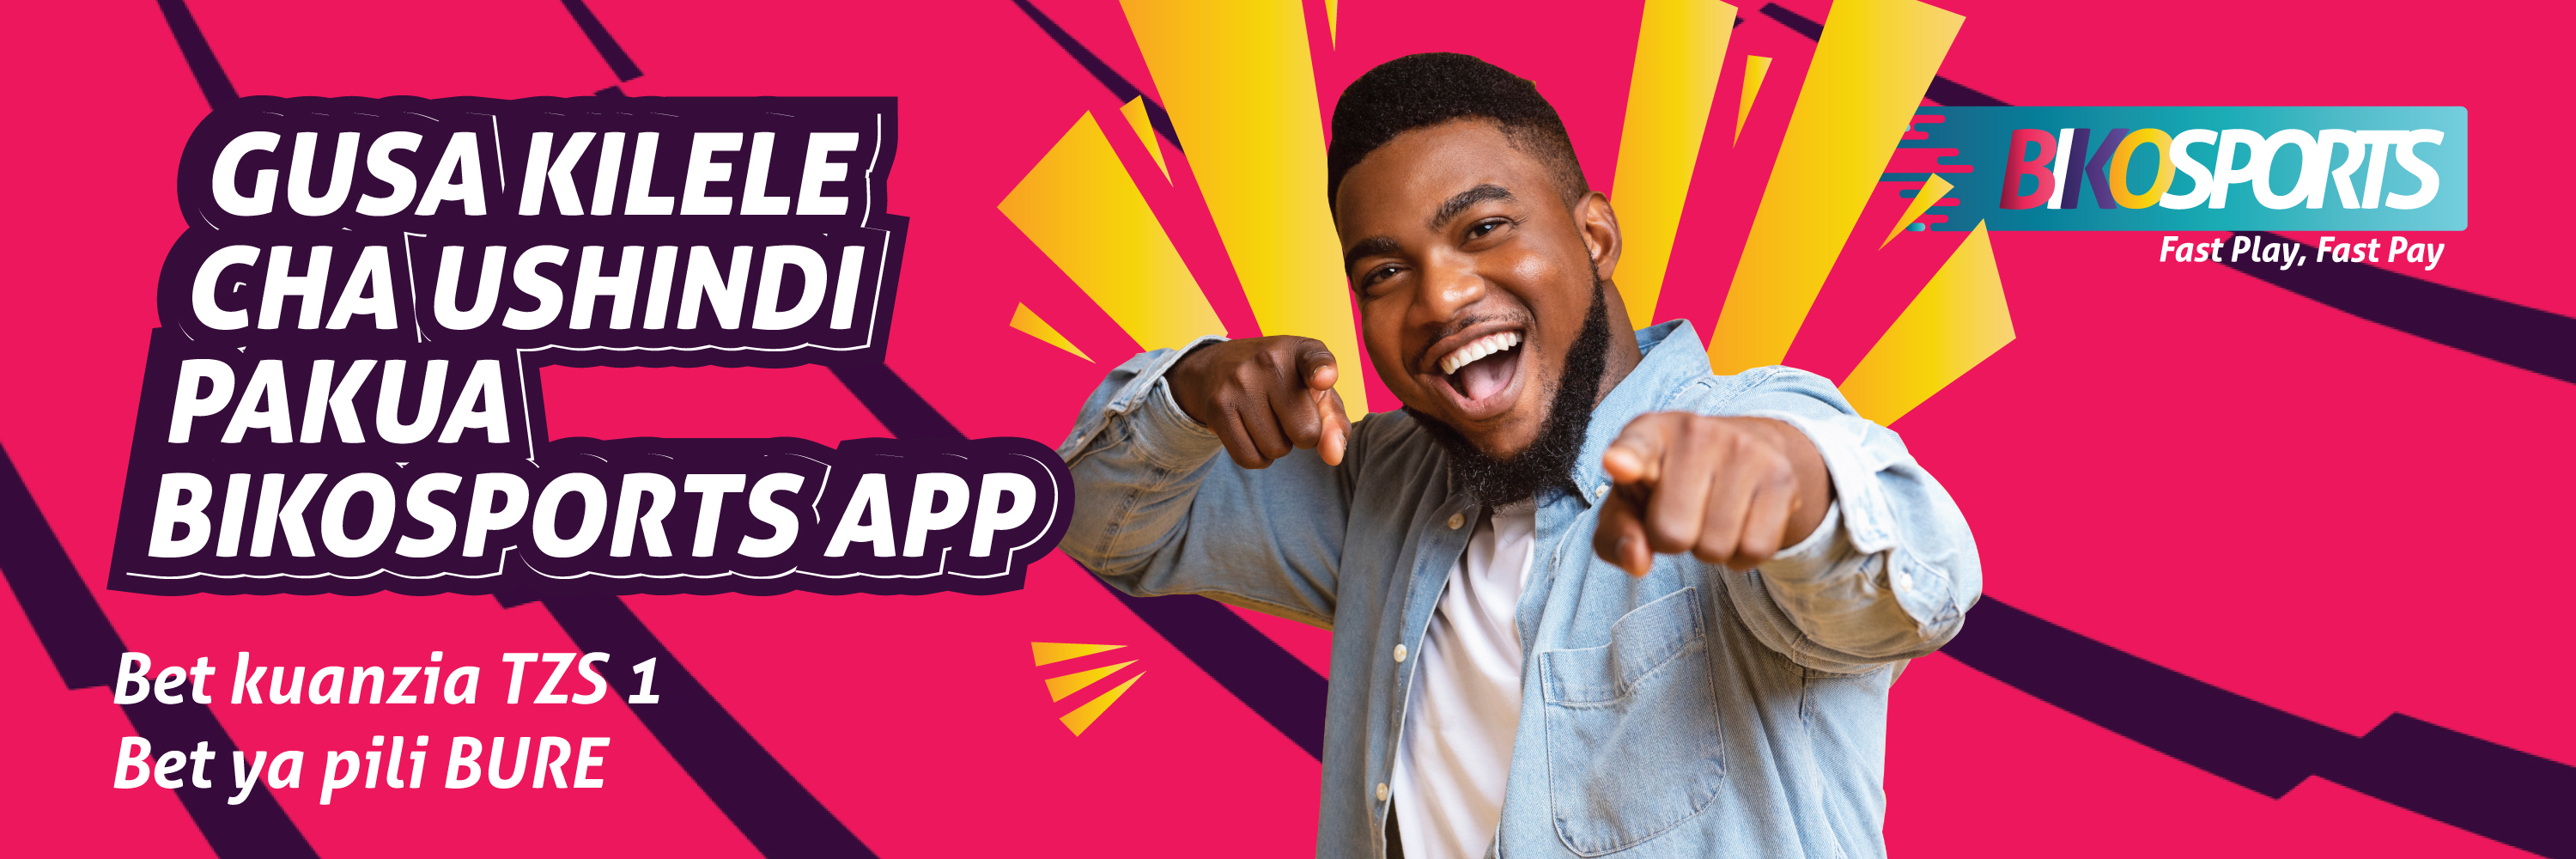 GUSA KILELE
CHA USHINDI
PAKUA
BIKOSPORTS APP
Bet kuanzia TZS 1
Bet ya pili BURE
BIKOSPORTS
Fast Play, Fast Pay